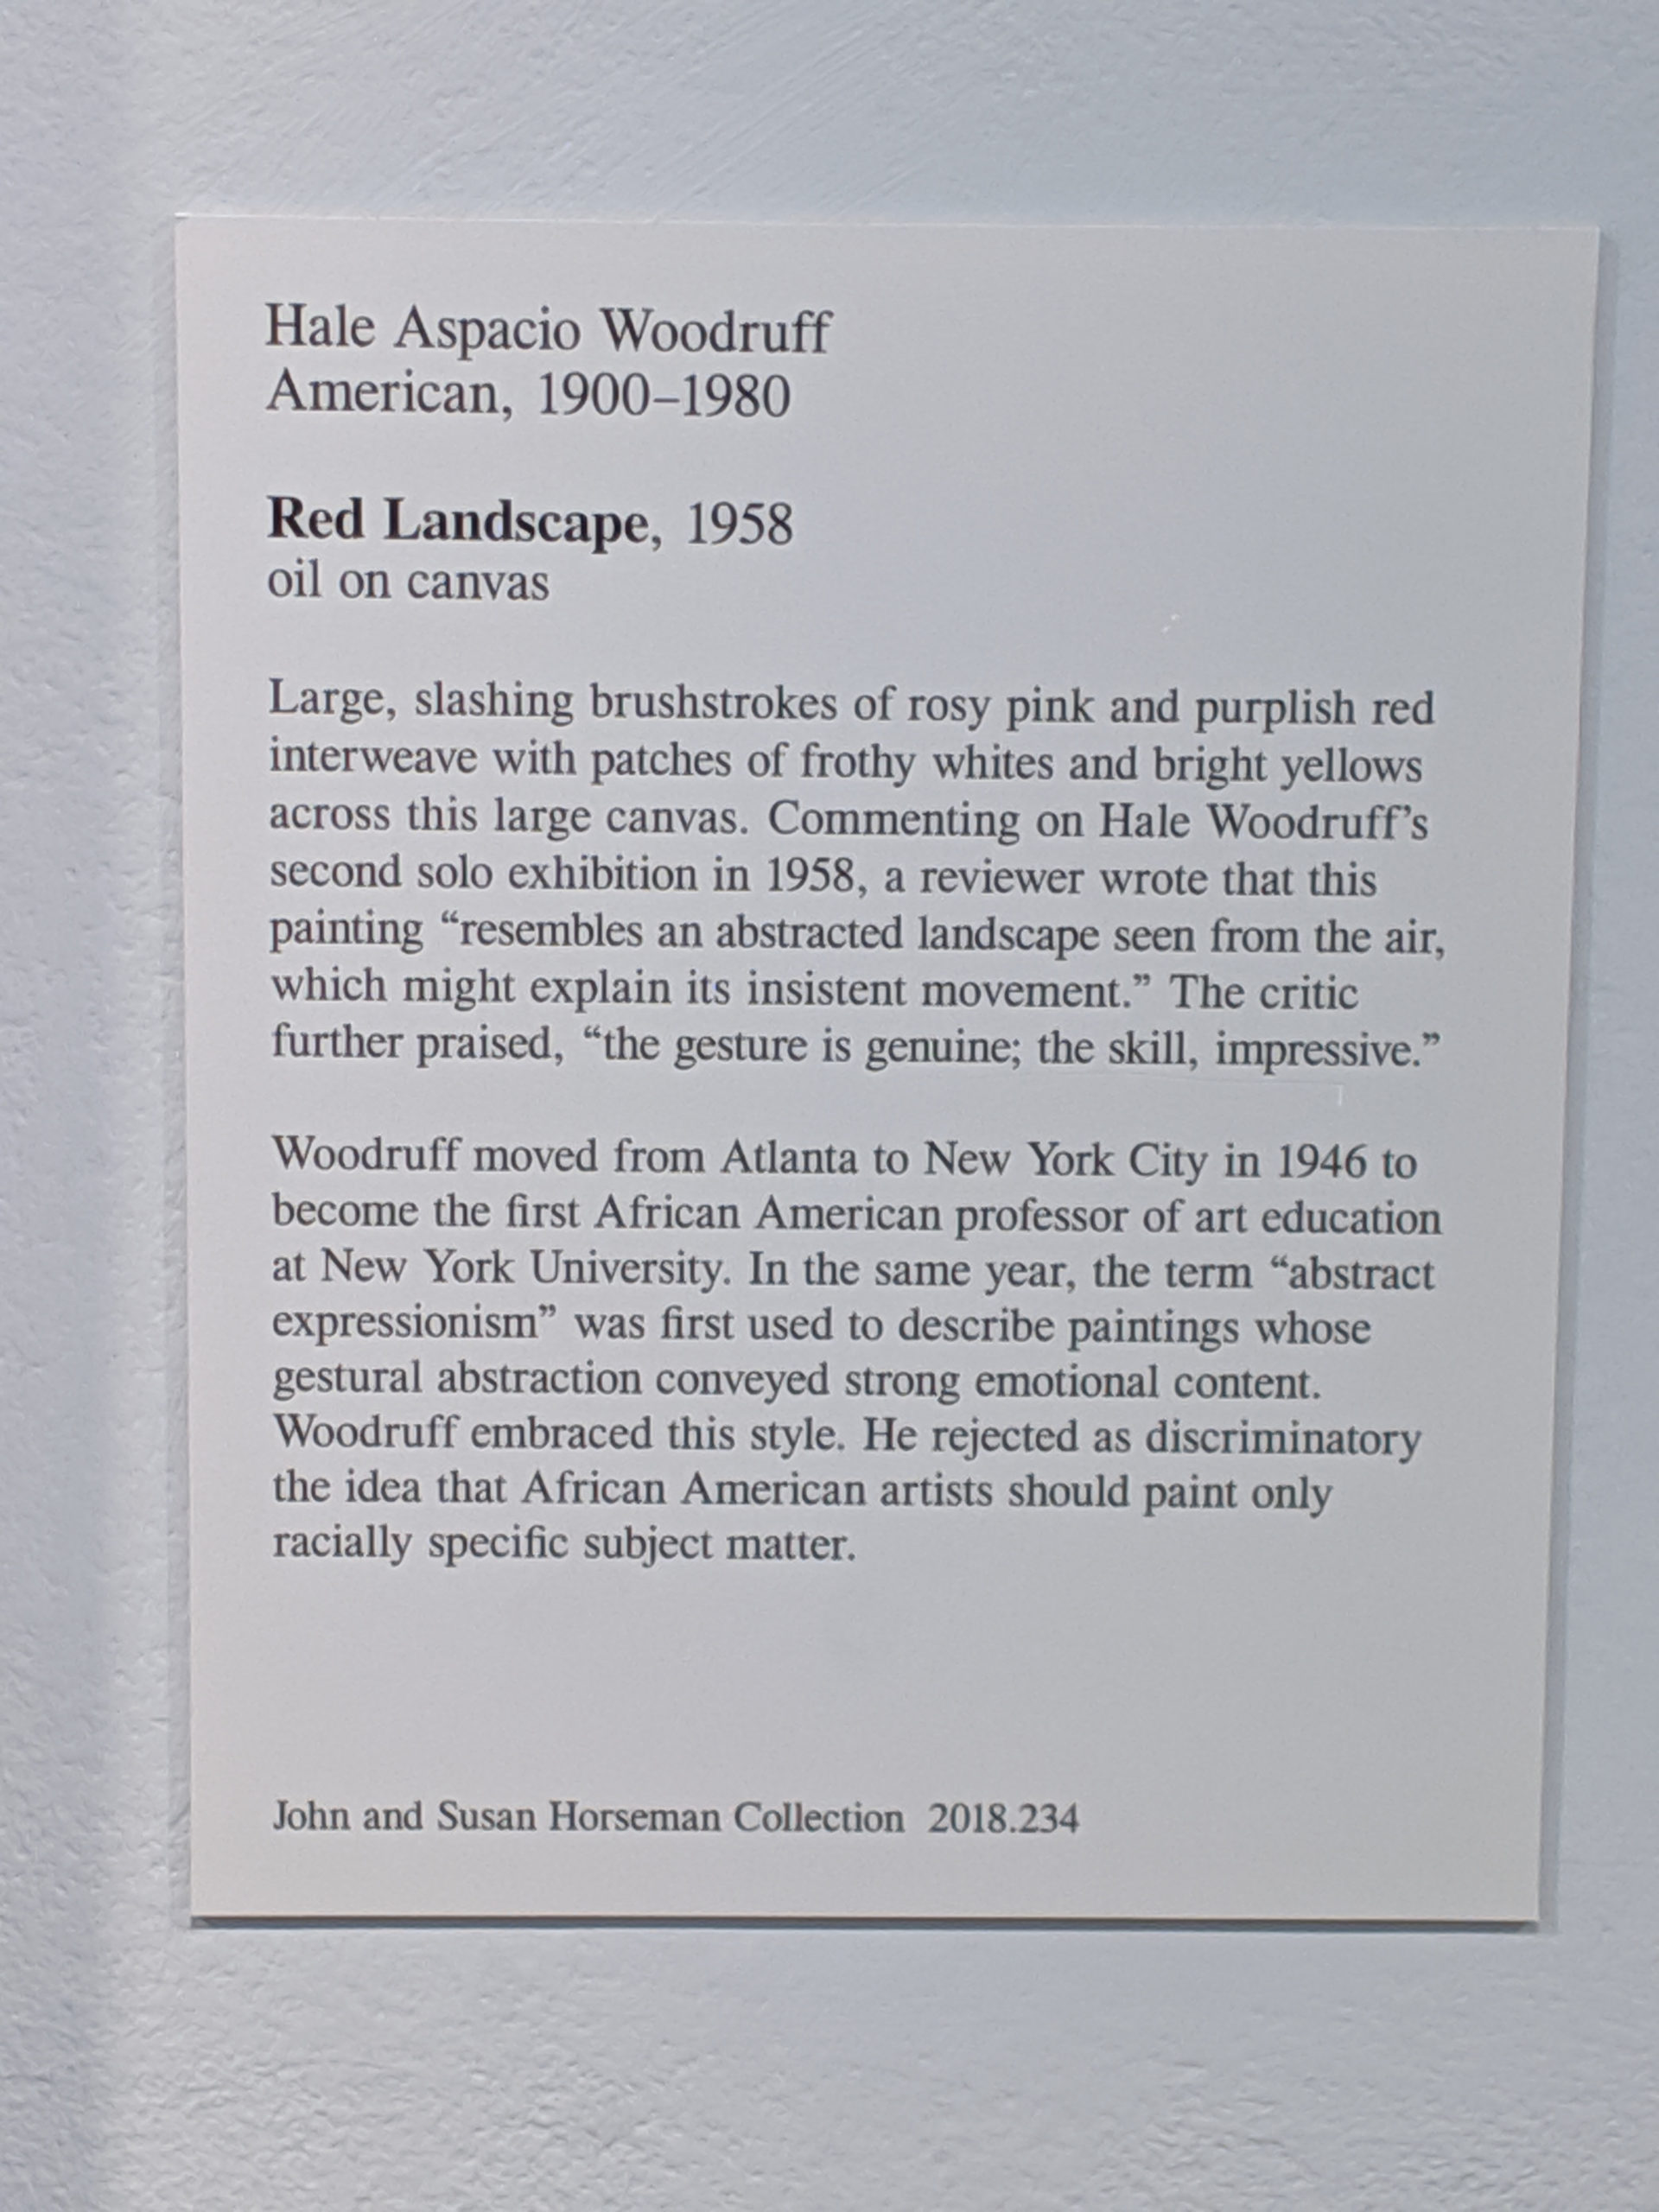 Hale Aspacio Woodruff
American, 1900–1980
Red Landscape, 1958
oil on canvas
Large, slashing brushstrokes of rosy pink and purplish red
interweave with patches of frothy whites and bright yellows
across this large canvas. Commenting on Hale Woodruff’s
second solo exhibition in 1958, a reviewer wrote that this
painting “resembles an abstracted landscape seen from the air,
which might explain its insistent movement.” The critic
further praised, “the gesture is genuine; the skill, impressive.”
Woodruff moved from Atlanta to New York City in 1946 to
become the first African American professor of art education
at New York University. In the same year, the term “abstract
expressionism” was first used to describe paintings whose
gestural abstraction conveyed strong emotional content.
Woodruff embraced this style. He rejected as discriminatory
the idea that African American artists should paint only
racially specific subject matter.
John and Susan Horseman Collection 2018.234